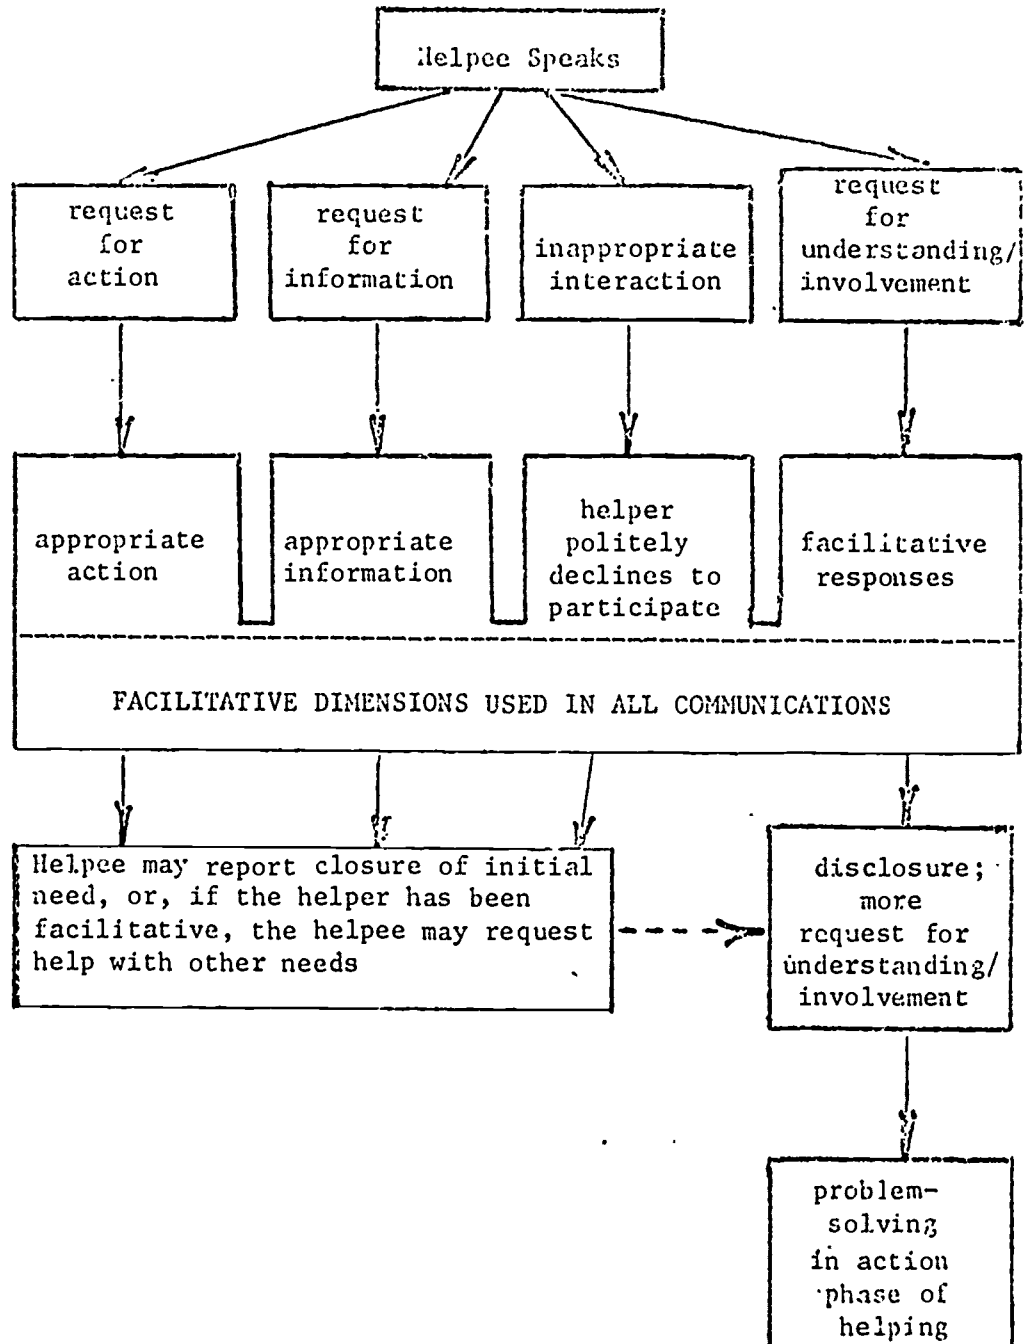 Helpee Speaks
request
for
action
request
for
information
inappropriate
interaction
request
for
understanding/
involvement
appropriate
action
appropriate
information
helper
politely
declines to
participate
facilitative
responses
FACILITATIVE DIMENSIONS USED IN ALL COMMUNICATIONS
Helpee may report closure of initial
need, or, if the helper has been
facilitative, the helpee may request
help with other needs
disclosure;
more
request for
understanding/
involvement
problem-
solving
in action
phase of
helping